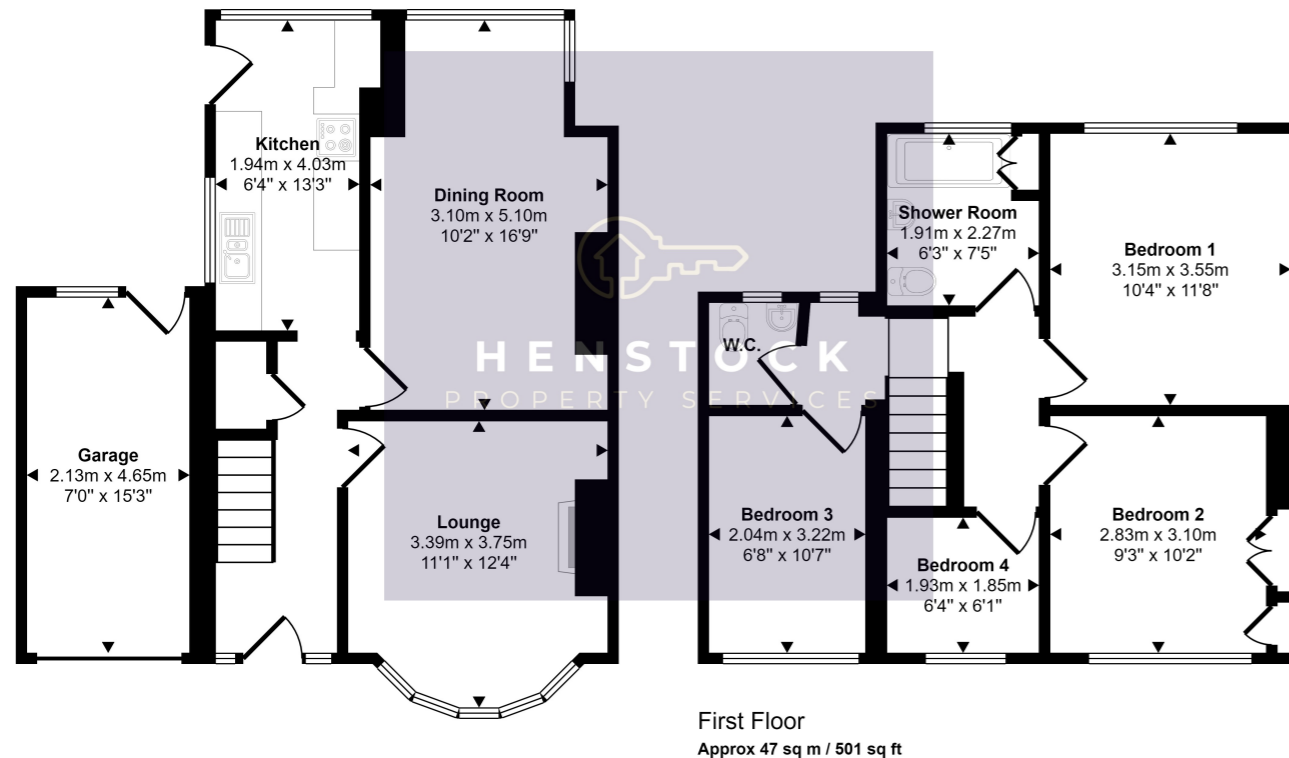 Kitchen
1.94m x 4.03m
6'4" x 13'3"
Dining Room
3.10m x 5.10m
10'2" x 16'9"
Garage
2.13m x 4.65m
7'0" x 15'3"
Lounge
3.39m x 3.75m
11'1" x 12'4"
HENSTOCK
PROPERTY SERVICES
Shower Room
1.91m x 2.27m
6'3" x 7'5"
Bedroom 1
3.15m x 3.55m
10'4" x 11'8"
W.C.
Bedroom 3
2.04m x 3.22m
6'8" x 10'7"
Bedroom 4
1.93m x 1.85m
6'4" x 6'1"
Bedroom 2
2.83m x 3.10m
9'3" x 10'2"
First Floor
Approx 47 sq m / 501 sq ft